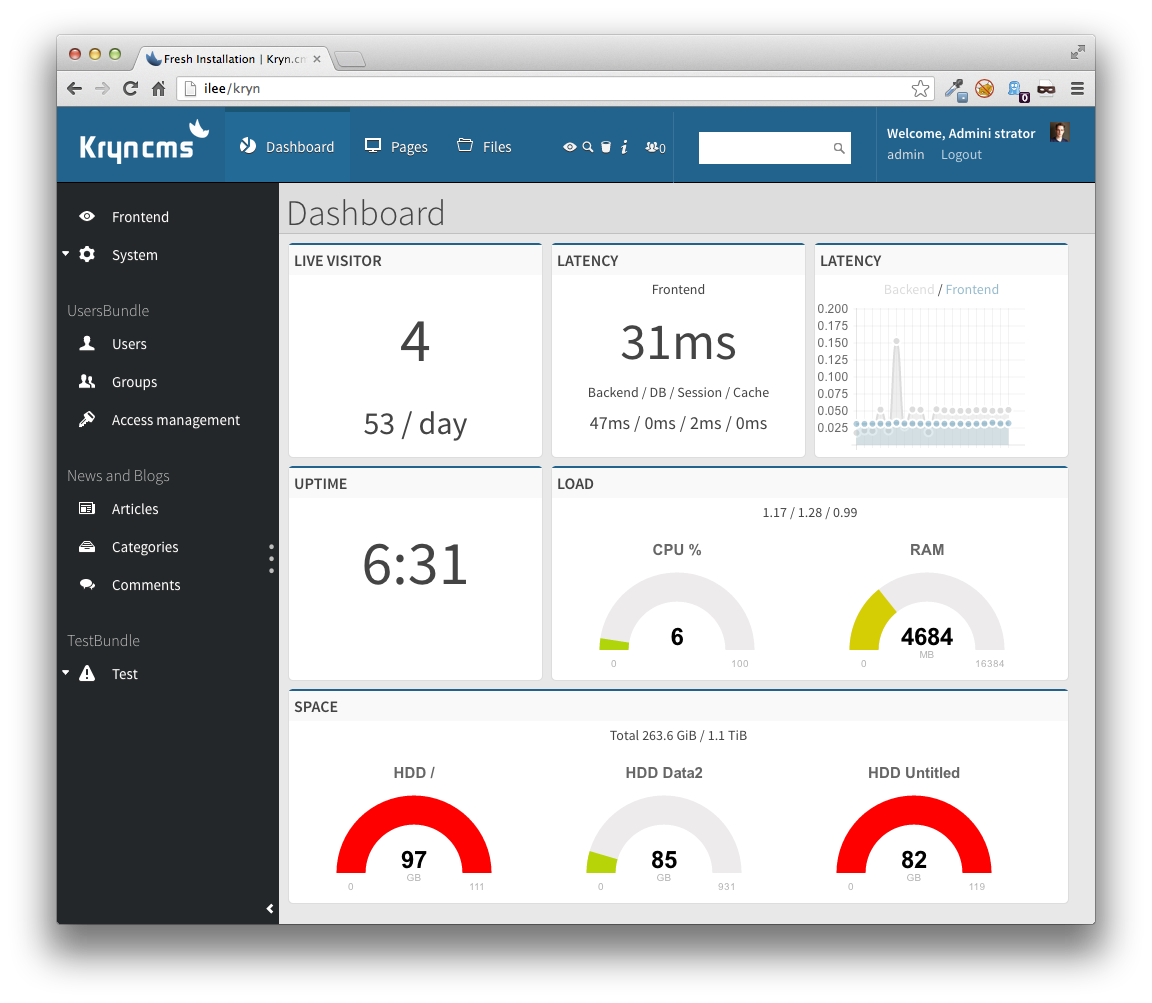 Fresh Installation | Kryn.cm
ilee/kryn
Kryncms
Dashboard
Pages
Files
0
Welcome, Admini strator
admin Logout
0
Frontend
System
UsersBundle
Users
Groups
Access management
News and Blogs
Articles
Categories
Comments
TestBundle
Test
Dashboard
LIVE VISITOR
4
53 / day
LATENCY
Frontend
31ms
Backend / DB / Session / Cache
47ms / 0ms / 2ms / 0ms
LATENCY
Backend / Frontend
0.200
0.175
0.150
0.125
0.100
0.075
0.050
0.025
UPTIME
6:31
LOAD
1.17 / 1.28 / 0.99
CPU %
6
0 100
RAM
4684
MB
0 16384
SPACE
Total 263.6 GiB / 1.1 TiB
HDD /
97
GB
0 111
HDD Data2
85
GB
0 931
HDD Untitled
82
GB
0 119